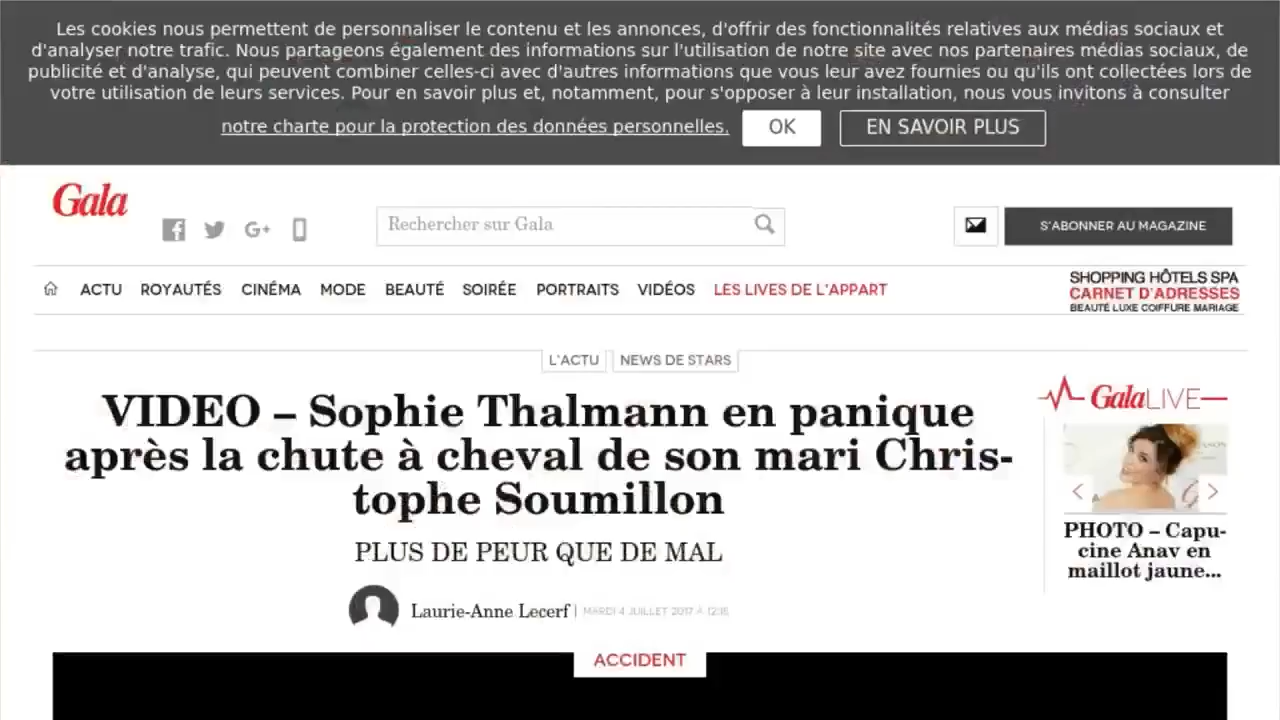 Les cookies nous permettent de personnaliser le contenu et les annonces, d'offrir des fonctionnalités relatives aux médias sociaux et
d'analyser notre trafic. Nous partageons également des informations sur l'utilisation de notre site avec nos partenaires médias sociaux, de
publicité et d'analyse, qui peuvent combiner celles-ci avec d'autres informations que vous leur avez fournies ou qu'ils ont collectées lors de
votre utilisation de leurs services. Pour en savoir plus et, notamment, pour s'opposer à leur installation, nous vous invitons à consulter
notre charte pour la protection des données personnelles. OK EN SAVOIR PLUS
Gala
Rechercher sur Gala
S'ABONNER AU MAGAZINE
ACTU ROYAUTÉS CINÉMA MODE BEAUTÉ SOIRÉE PORTRAITS VIDÉOS LES LIVES DE L'APPART
SHOPPING HÔTELS SPA
CARNET D'ADRESSES
BEAUTÉ LUXE COIFFURE MARIAGE
L'ACTU NEWS DE STARS
VIDEO – Sophie Thalmann en panique
après la chute à cheval de son mari Chris-
tophe Soumillon
PLUS DE PEUR QUE DE MAL
Laurie-Anne Lecerf | MARDI 4 JUILLET 2017 À 12:18
Gala LIVE
PHOTO – Capu-
cine Anav en
maillot jaune...
ACCIDENT